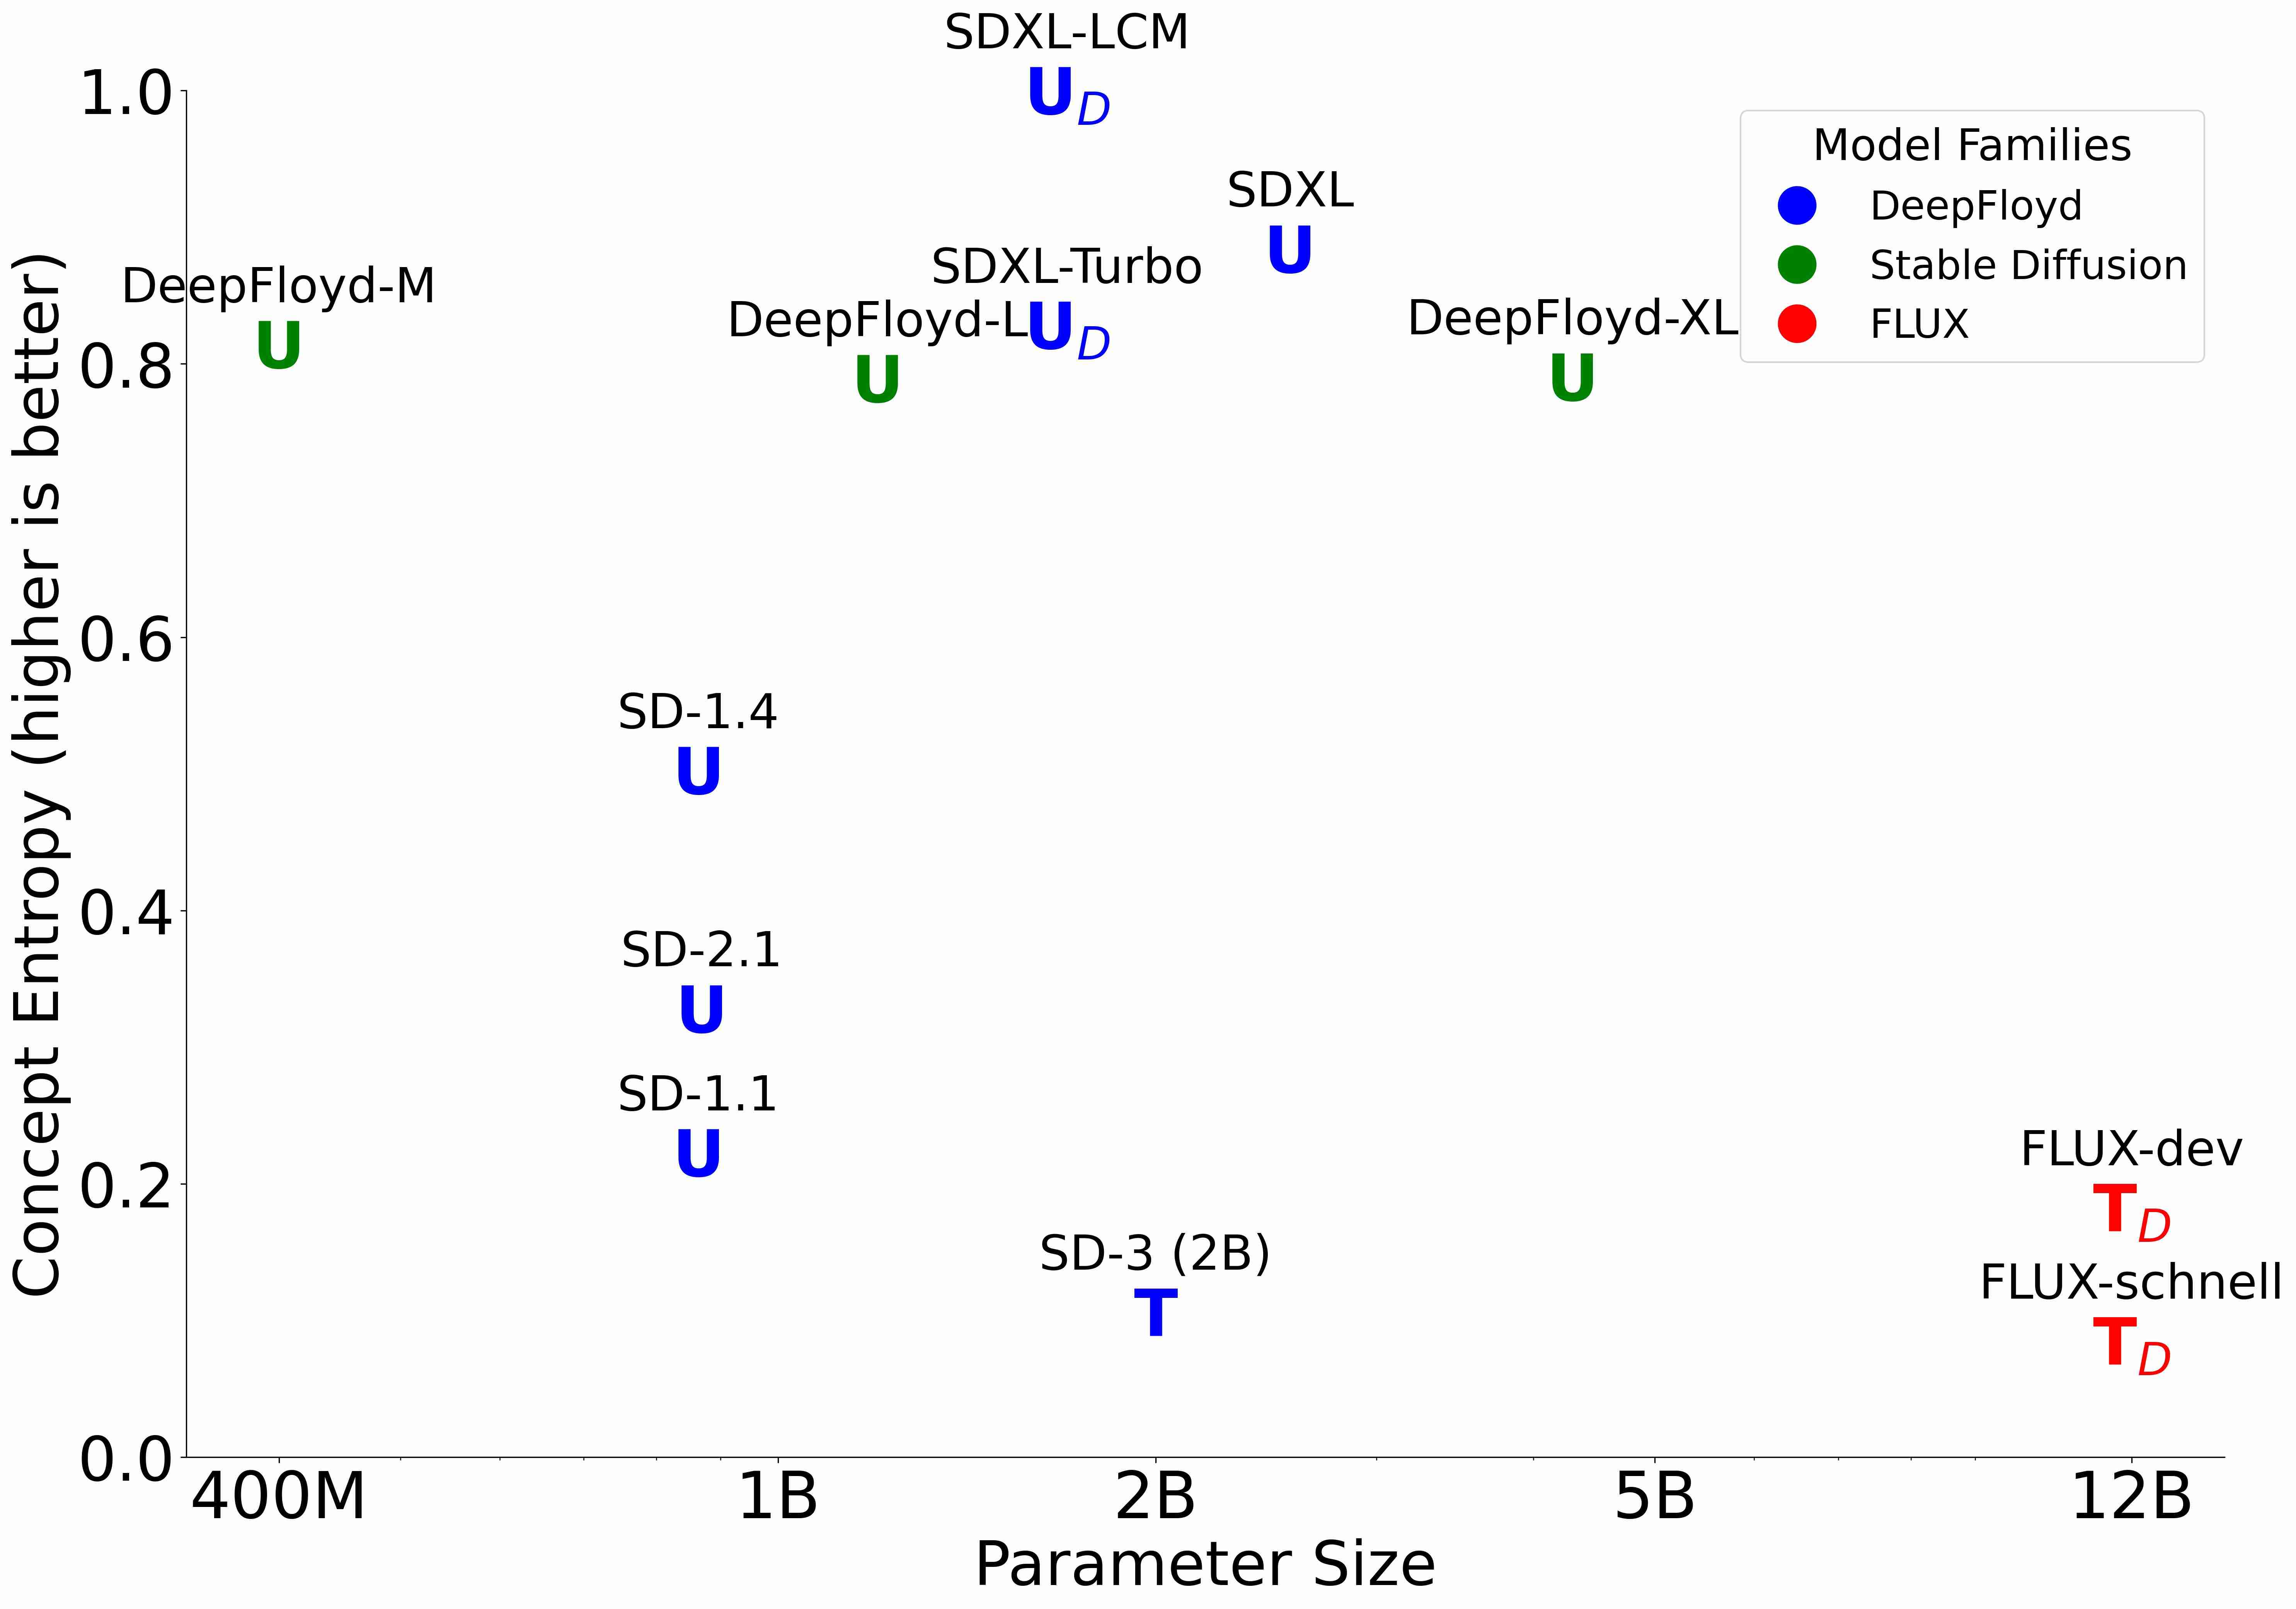 SDXL-LCM
U_D
1.0
SDXL
U
Model Families
DeepFloyd
Stable Diffusion
FLUX
SDXL-Turbo
U_D
DeepFloyd-M
U
DeepFloyd-L
U
DeepFloyd-XL
U
0.8
Concept Entropy (higher is better)
0.6
SD-1.4
U
0.4
SD-2.1
U
SD-1.1
U
0.2
FLUX-dev
T_D
SD-3 (2B)
T
FLUX-schnell
T_D
0.0
400M 1B 2B 5B 12B
Parameter Size